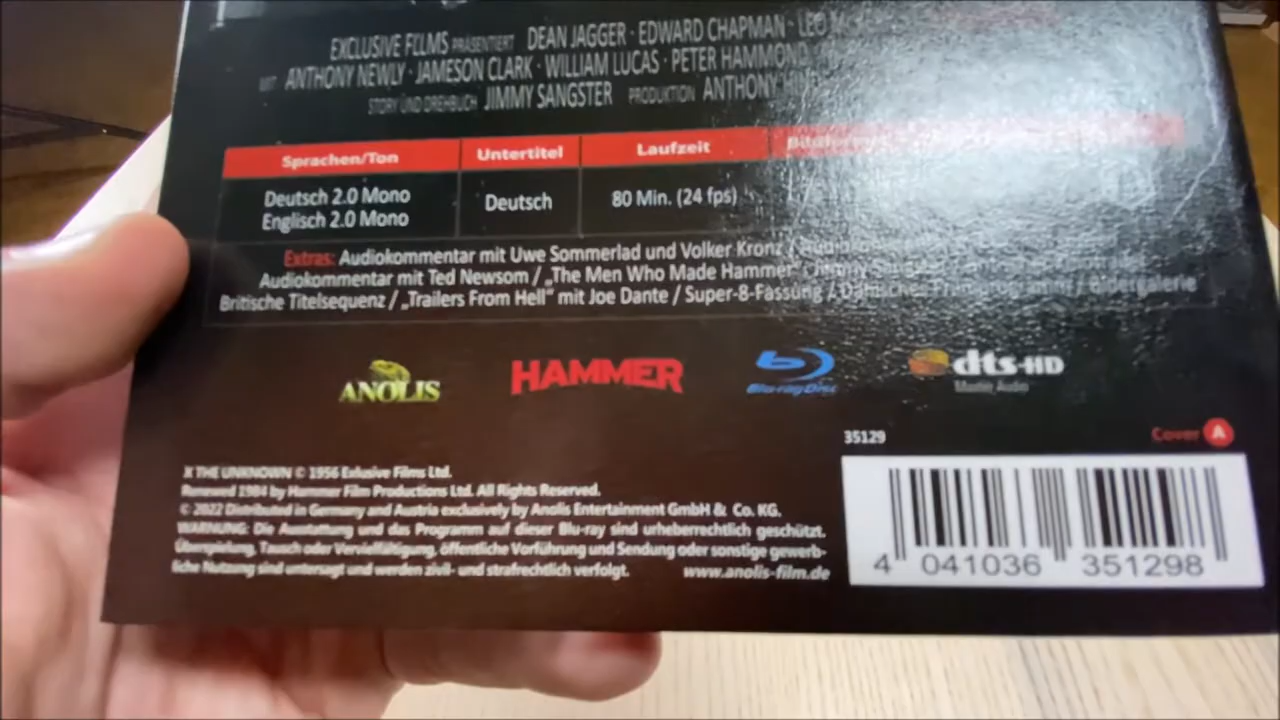 EXCLUSIVE FILMS PRÄSENTIERT DEAN JAGGER · EDWARD CHAPMAN · LEO
MIT ANTHONY NEWLY · JAMESON CLARK · WILLIAM LUCAS · PETER HAMMOND
STORY UND DREHBUCH JIMMY SANGSTER PRODUKTION ANTHONY
Sprachen/Ton Untertitel Laufzeit
Deutsch 2.0 Mono
Englisch 2.0 Mono
Deutsch
80 Min. (24 fps)
Extras: Audiokommentar mit Uwe Sommerlad und Volker Kronz /
Audiokommentar mit Ted Newsom / „The Men Who Made Hammer“: Jimmy
Britische Titelsequenz / „Trailers From Hell“ mit Joe Dante / Super-8-Fassung / Dänisches / Bildergalerie
ANOLIS HAMMER Blu-ray Disc dts-HD
Master Audio
35129
Cover A
X THE UNKNOWN © 1956 Exlusive Films Ltd.
Renewed 1984 by Hammer Film Productions Ltd. All Rights Reserved.
© 2022 Distributed in Germany and Austria exclusively by Anolis Entertainment GmbH & Co. KG.
WARNUNG: Die Ausstattung und das Programm auf dieser Blu-ray sind urheberrechtlich geschützt.
Überspielung, Tausch oder Vervielfältigung, öffentliche Vorführung und Sendung oder sonstige gewerb-
liche Nutzung sind untersagt und werden zivil- und strafrechtlich verfolgt. www.anolis-film.de
4 041036 351298